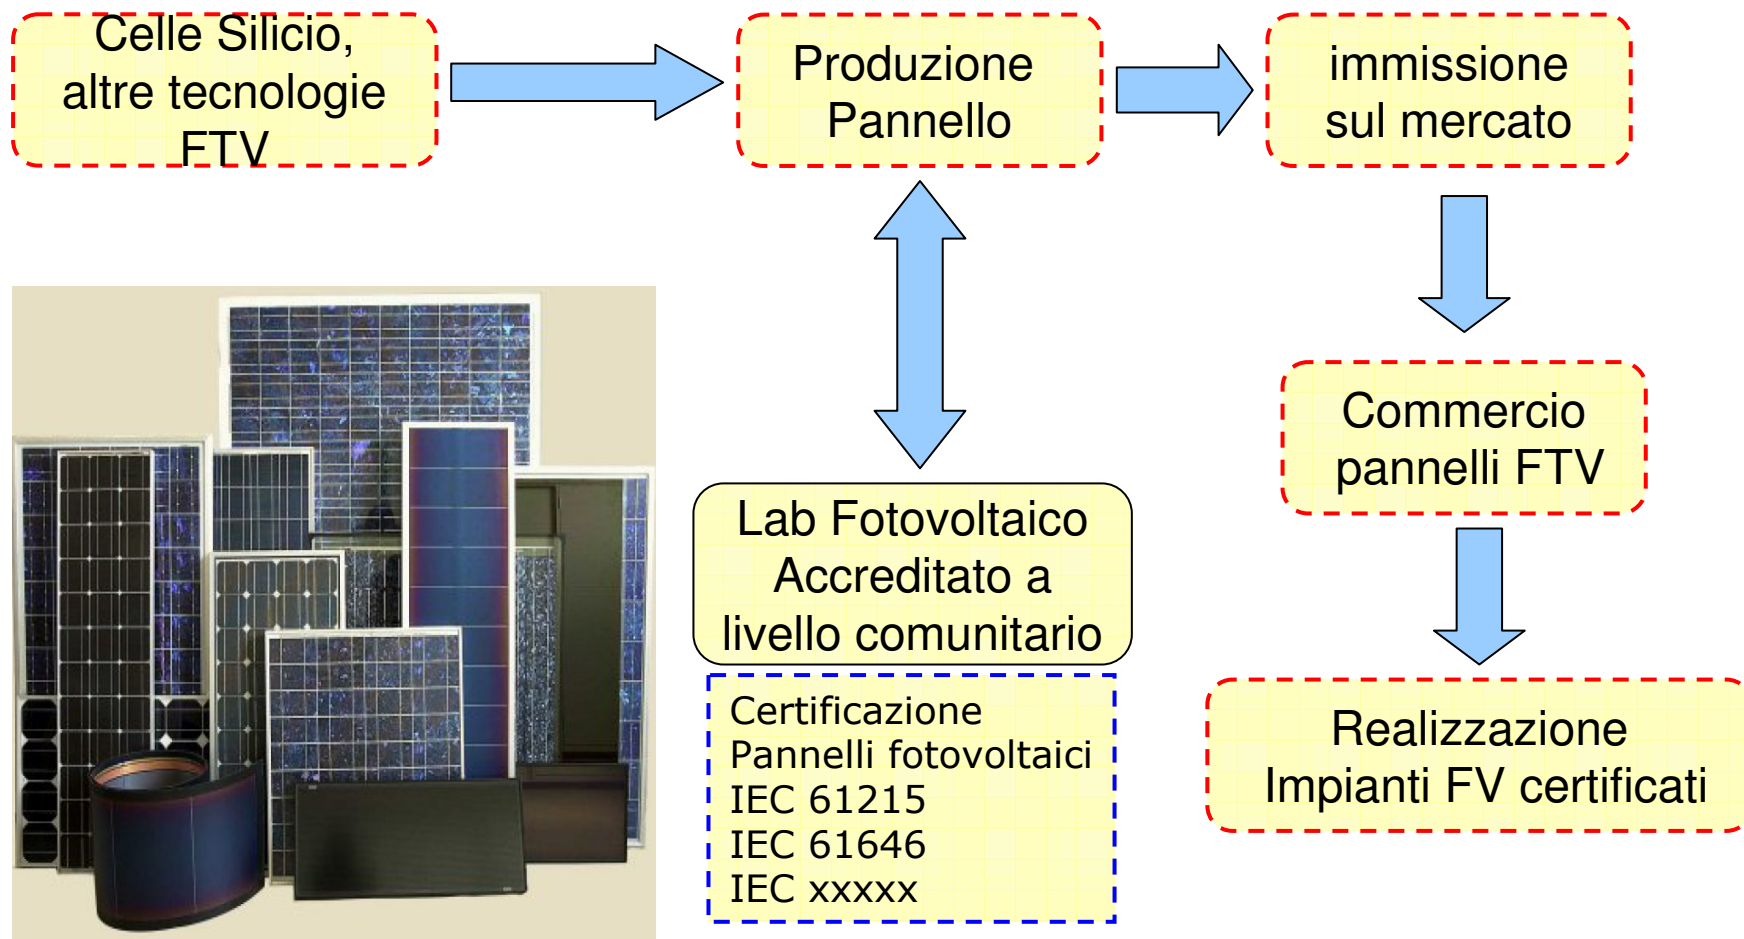 Celle Silicio,
altre tecnologie
FTV
Produzione
Pannello
immissione
sul mercato
Commercio
pannelli FTV
Lab Fotovoltaico
Accreditato a
livello comunitario
Certificazione
Pannelli fotovoltaici
IEC 61215
IEC 61646
IEC xxxxx
Realizzazione
Impianti FV certificati